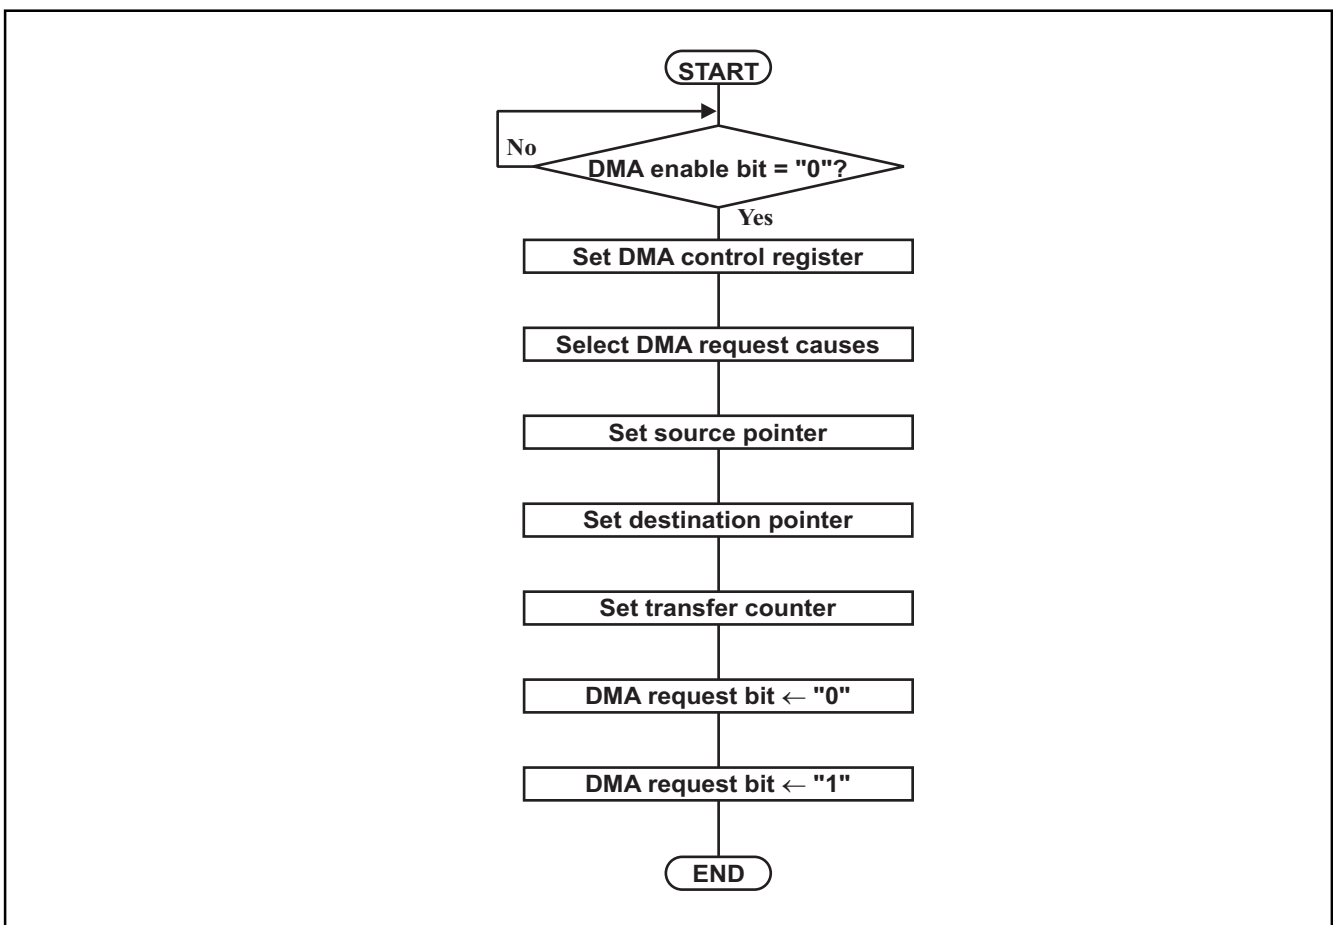 START
No
DMA enable bit = "0"?
Yes
Set DMA control register
Select DMA request causes
Set source pointer
Set destination pointer
Set transfer counter
DMA request bit ← "0"
DMA request bit ← "1"
END